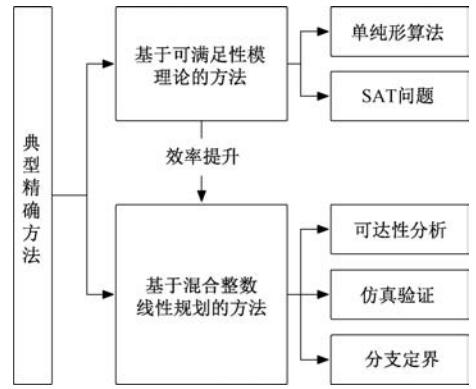 典型精确方法
基于可满足性模
理论的方法
单纯形算法
SAT问题
效率提升
基于混合整数
线性规划的方法
可达性分析
仿真验证
分支定界